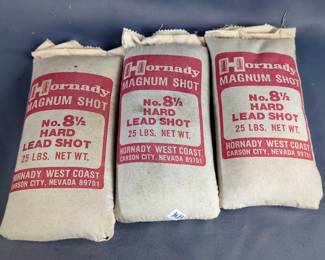 Hornady
MAGNUM SHOT
No. 8½
HARD
LEAD SHOT
25 LBS. NET WT.
HORNADY WEST COAST
CARSON CITY, NEVADA 89701
Hornady
MAGNUM SHOT
No. 8½
HARD
LEAD SHOT
25 LBS. NET WT.
HORNADY WEST COAST
CARSON CITY, NEVADA 89701
Hornady
MAGNUM SHOT
No. 8½
HARD
LEAD SHOT
25 LBS. NET WT.
HORNADY WEST COAST
CARSON CITY, NEVADA 89701